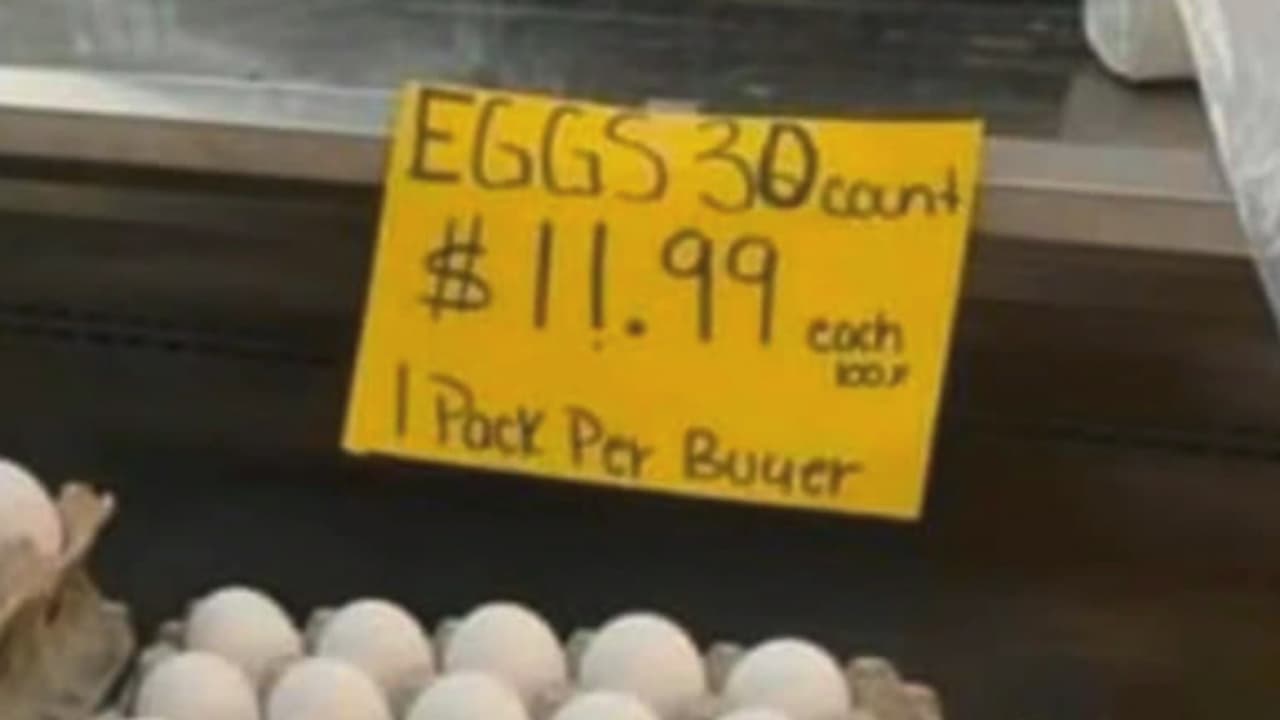 EGGS 30 count
$11.99 each
1 Pack Per Buyer